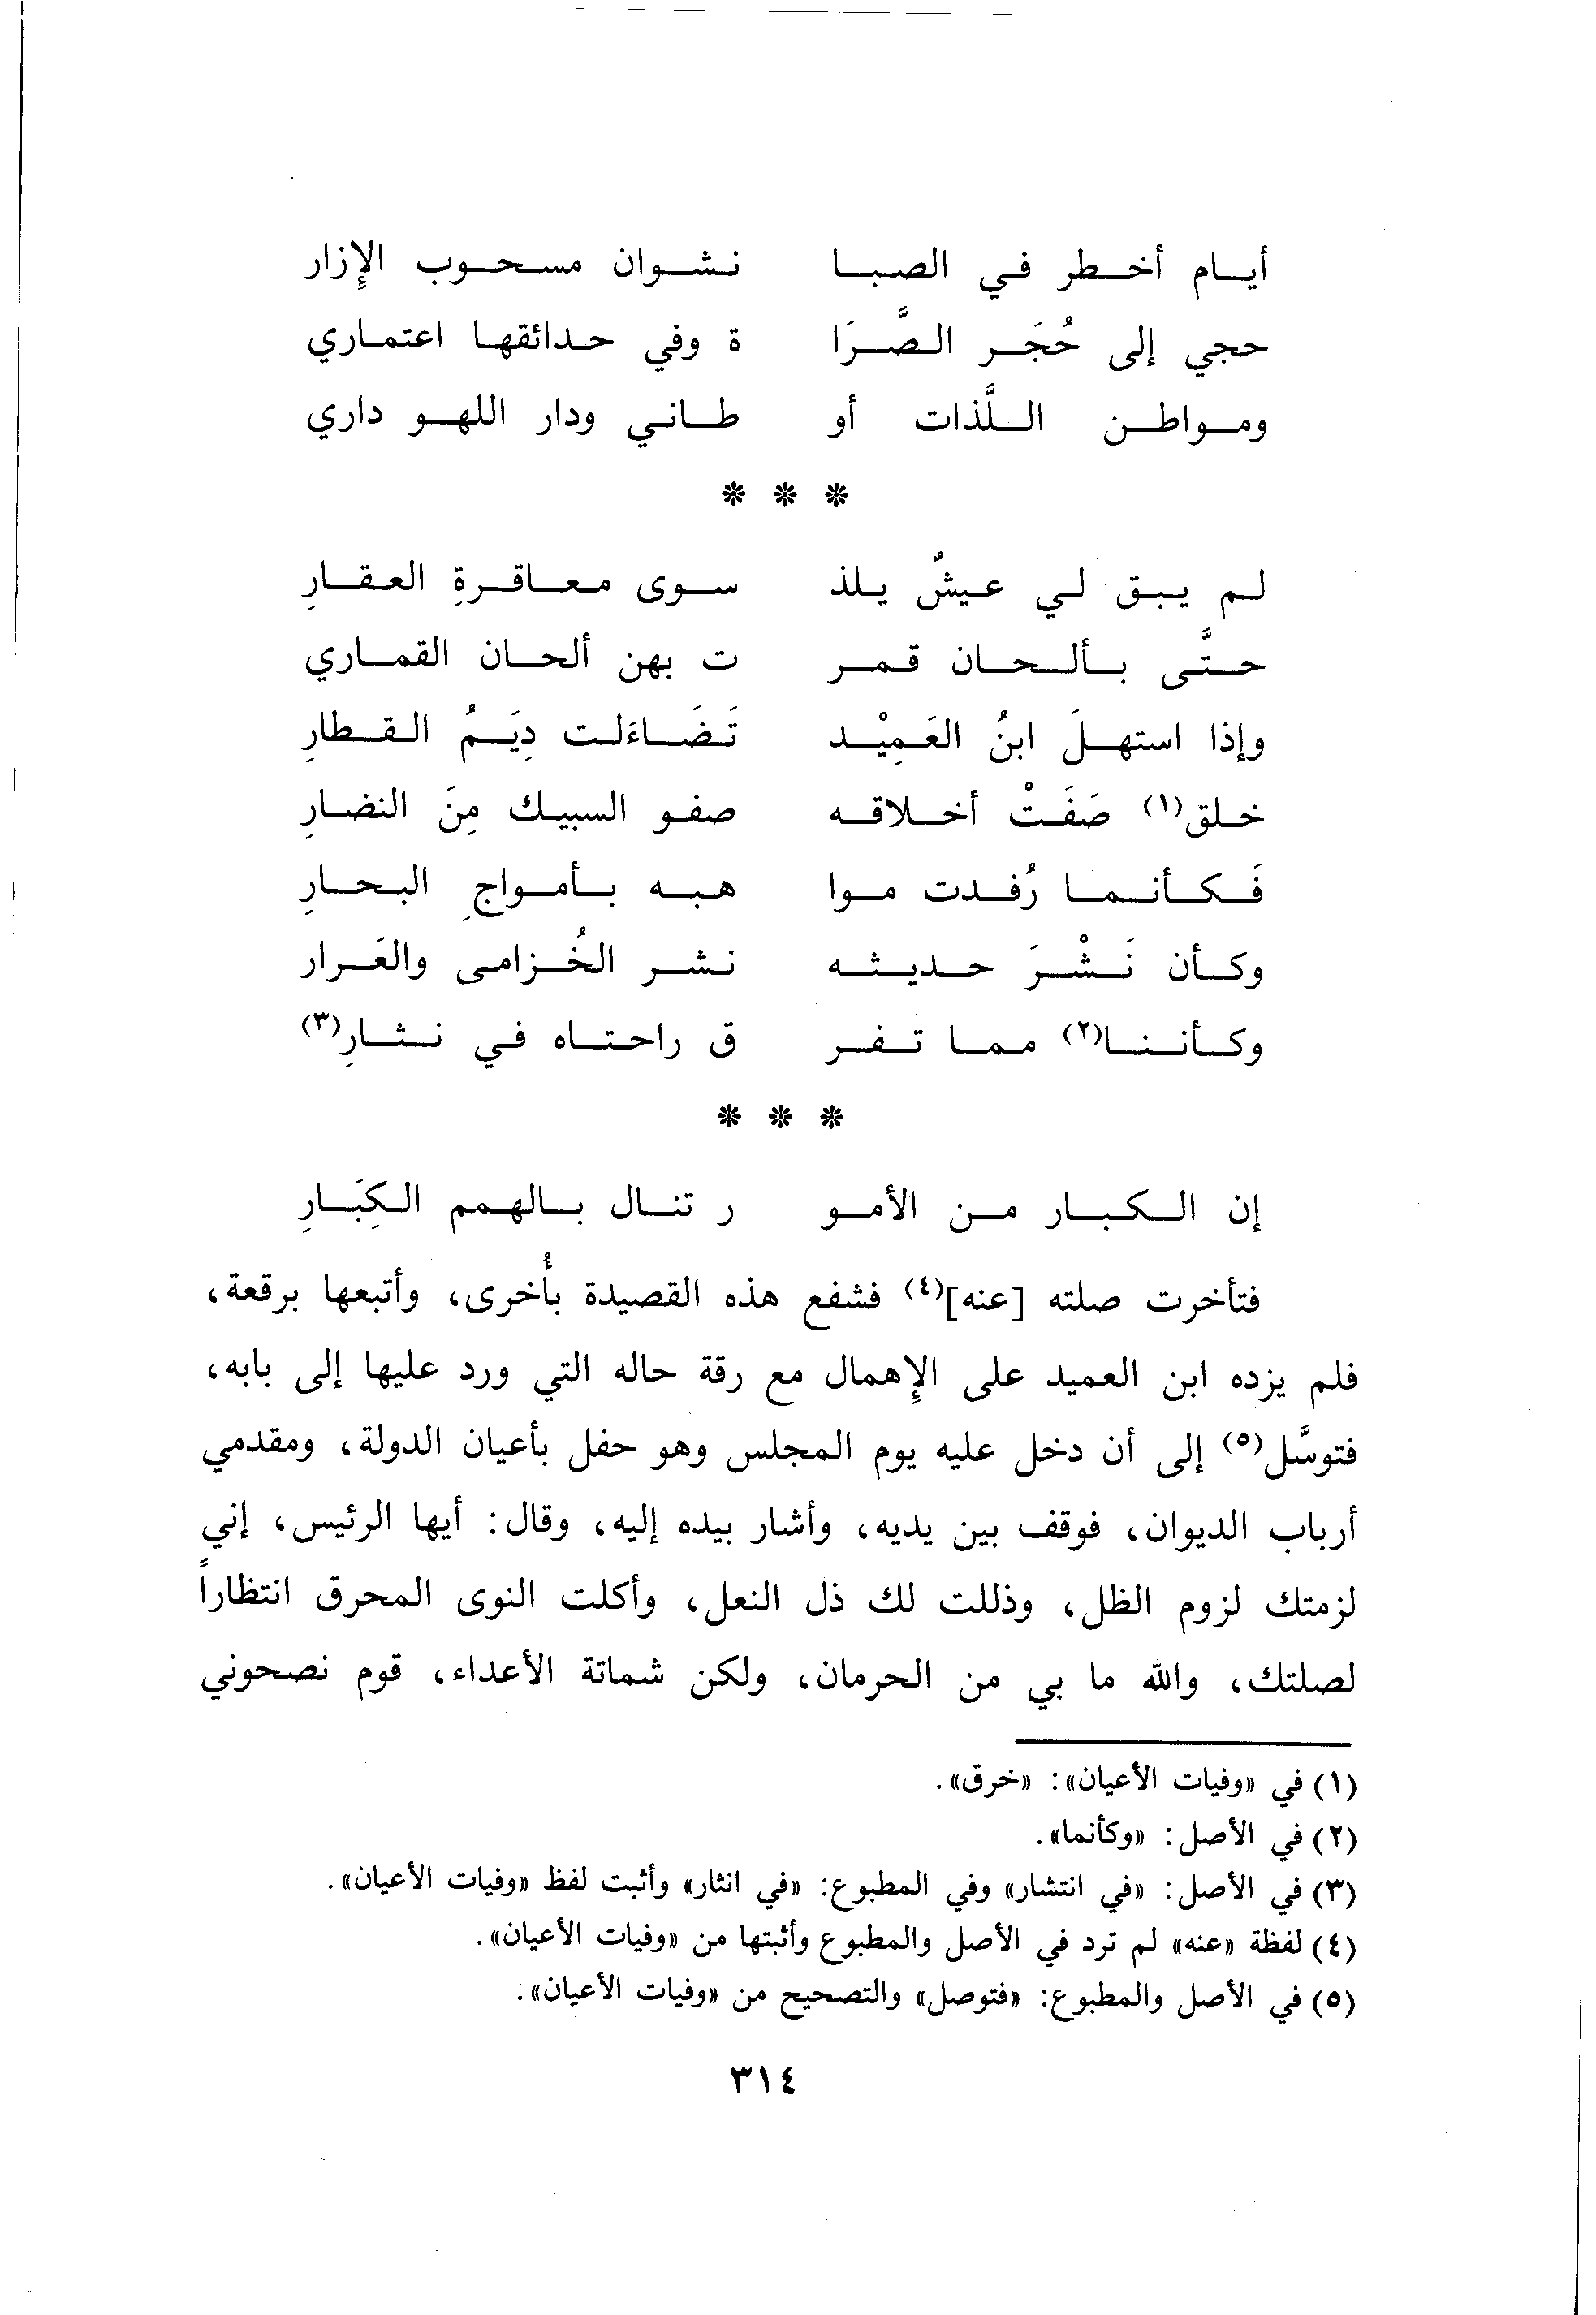 أيام أخطر في الصبا نشوان مسحوب الإزار
حجي إلى حُجَر الصَّرَا ة وفي حدائقها اعتماري
ومواطن اللَّذات أو طاني ودار اللهو داري
* * *
لم يبق لي عيشٌ يلذ سوى معاقرةِ العقارِ
حتَّى بألحان قمر ت بهن ألحان القماري
وإذا استهلَ ابنُ العَمِيْد تَضَاءَلت دِيَمُ القطارِ
خلق(١) صَفَتْ أخلاقه صفو السبيك مِنَ النضارِ
فَكأنما رُفدت موا هبه بأمواجِ البحارِ
وكأن نَشْرَ حديثه نشر الخُزامى والعَرار
وكأننا(٢) مما تفر ق راحتاه في نثارِ(٣)
* * *
إن الكبار من الأمو ر تنال بالهمم الكِبَارِ
فتأخرت صلته [عنه](٤) فشفع هذه القصيدة بأُخرى، وأتبعها برقعة،
فلم يزده ابن العميد على الإهمال مع رقة حاله التي ورد عليها إلى بابه،
فتوسَّل(٥) إلى أن دخل عليه يوم المجلس وهو حفل بأعيان الدولة، ومقدمي
أرباب الديوان، فوقف بين يديه، وأشار بيده إليه، وقال: أيها الرئيس، إني
لزمتك لزوم الظل، وذللت لك ذل النعل، وأكلت النوى المحرق انتظاراً
لصلتك، والله ما بي من الحرمان، ولكن شماتة الأعداء، قوم نصحوني
(١) في «وفيات الأعيان»: «خرق».
(٢) في الأصل: «وكأنما».
(٣) في الأصل: «في انتشار» وفي المطبوع: «في انثار» وأثبت لفظ «وفيات الأعيان».
(٤) لفظة «عنه» لم ترد في الأصل والمطبوع وأثبتها من «وفيات الأعيان».
(٥) في الأصل والمطبوع: «فتوصل» والتصحيح من «وفيات الأعيان».
٣١٤